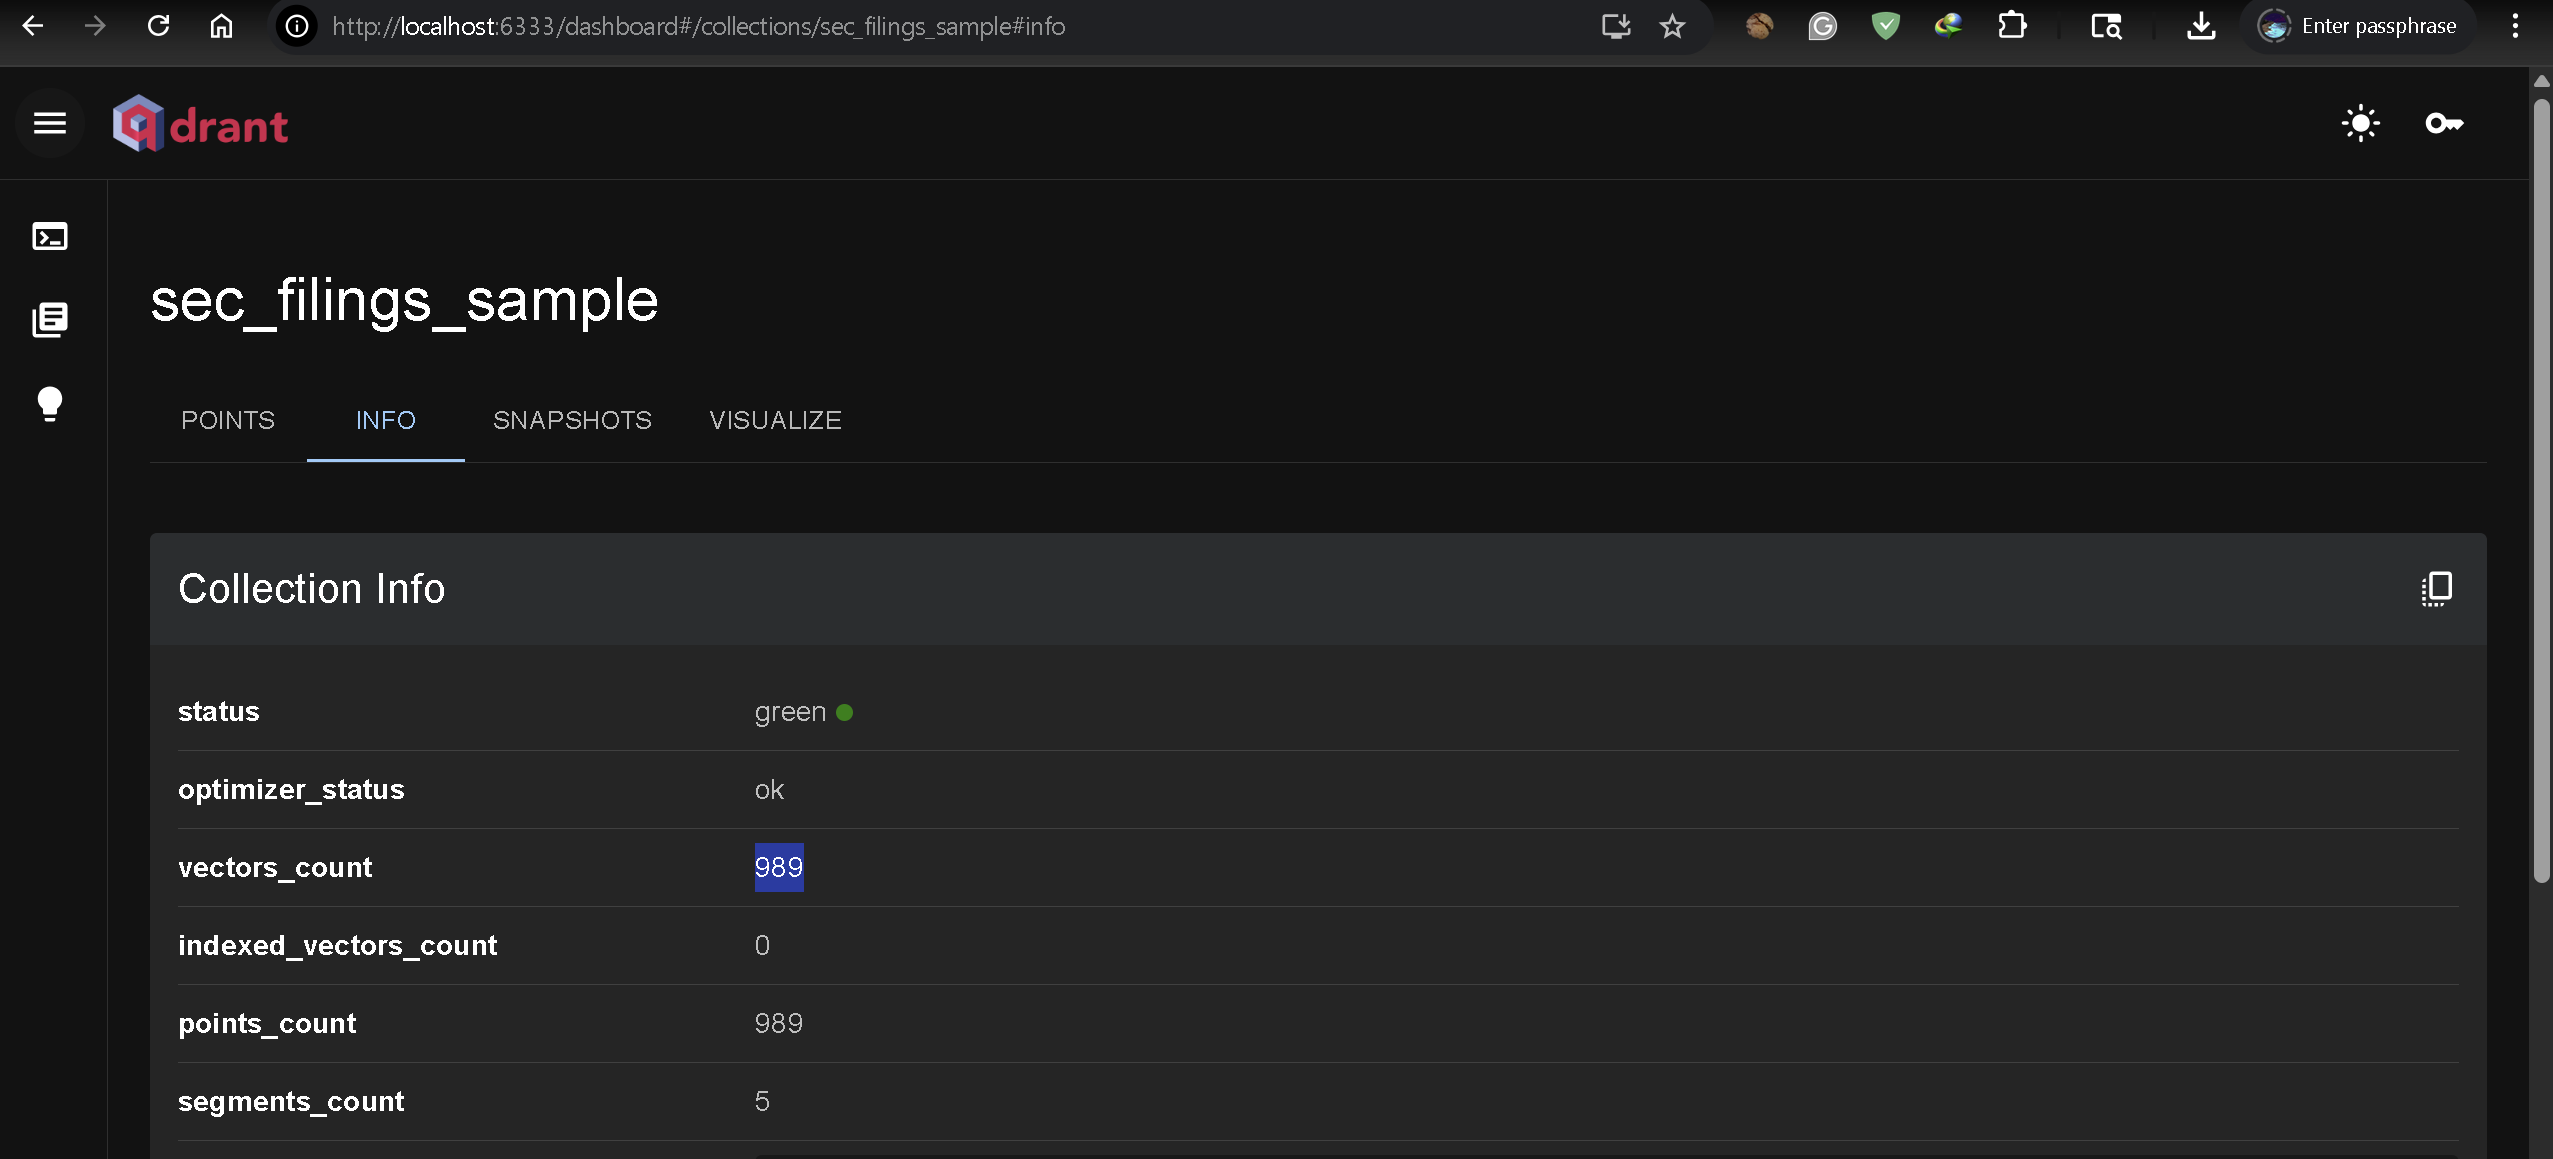 http://localhost:6333/dashboard#/collections/sec_filings_sample#info
Enter passphrase
qdrant
sec_filings_sample
POINTS INFO SNAPSHOTS VISUALIZE
Collection Info
status green
optimizer_status ok
vectors_count 989
indexed_vectors_count 0
points_count 989
segments_count 5